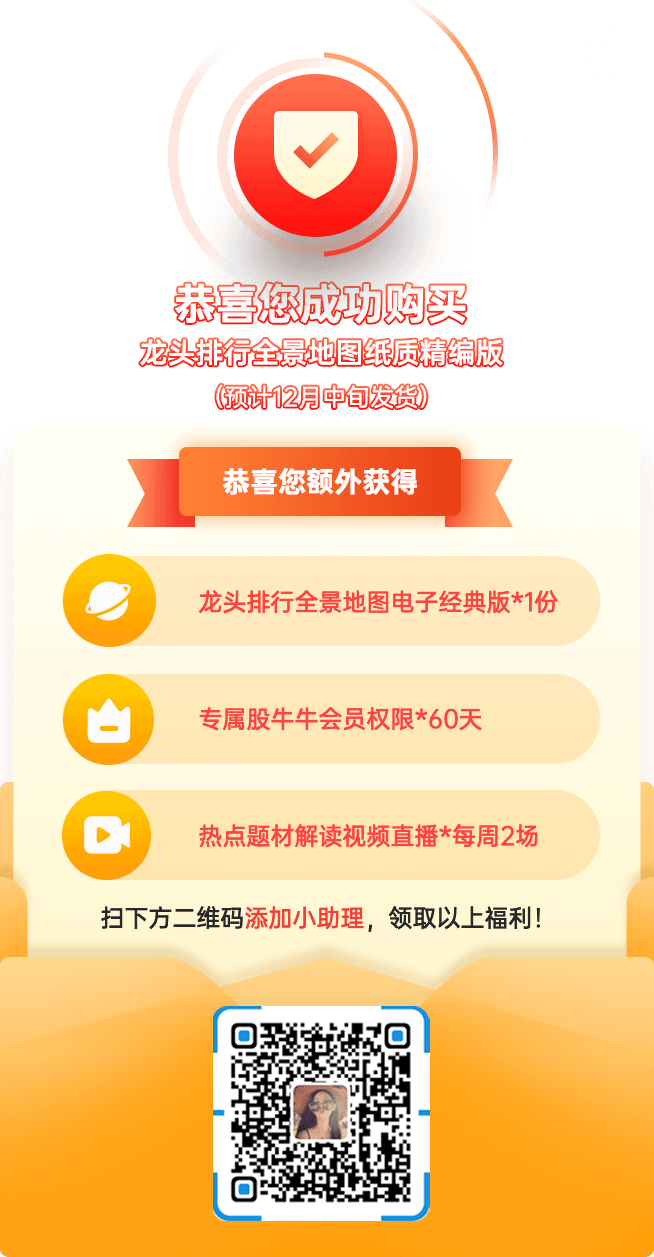 恭喜您成功购买
龙头排行全景地图纸质精编版
(预计12月中旬发货)
恭喜您额外获得
龙头排行全景地图电子经典版*1份
专属股牛牛会员权限*60天
热点题材解读视频直播*每周2场
扫下方二维码添加小助理，领取以上福利！